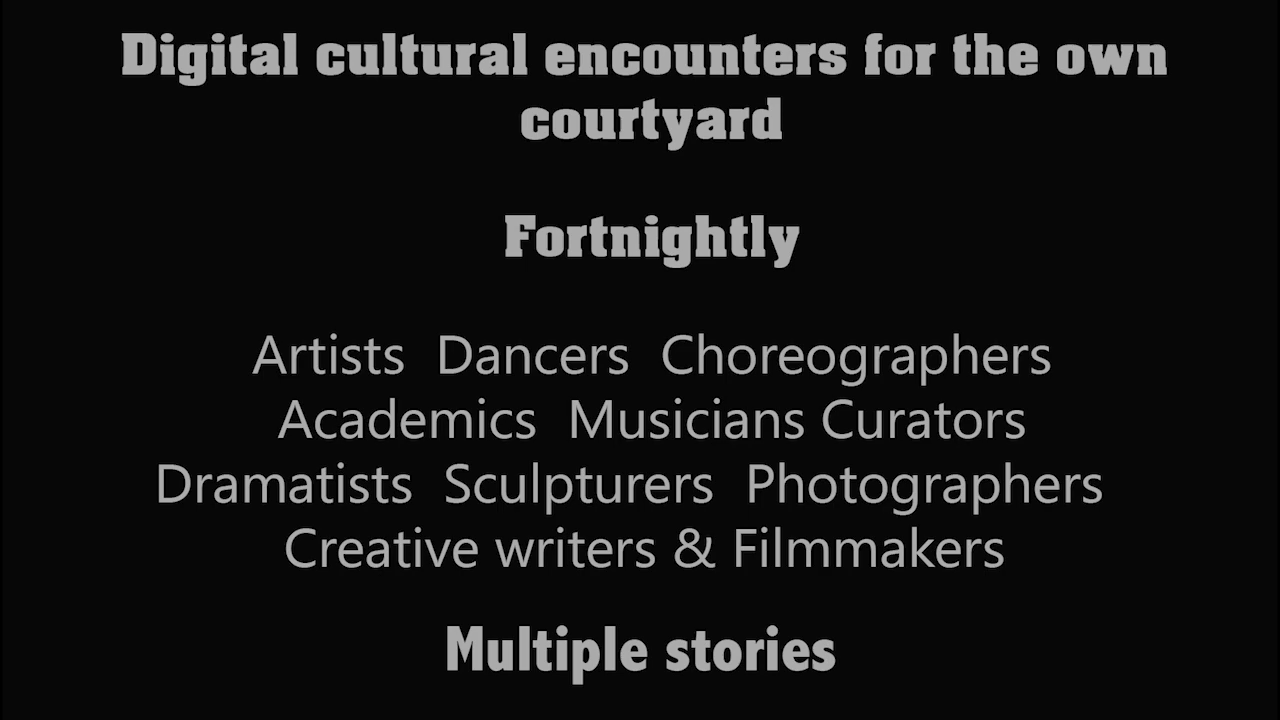 Digital cultural encounters for the own
courtyard
Fortnightly
Artists Dancers Choreographers
Academics Musicians Curators
Dramatists Sculpturers Photographers
Creative writers & Filmmakers
Multiple stories